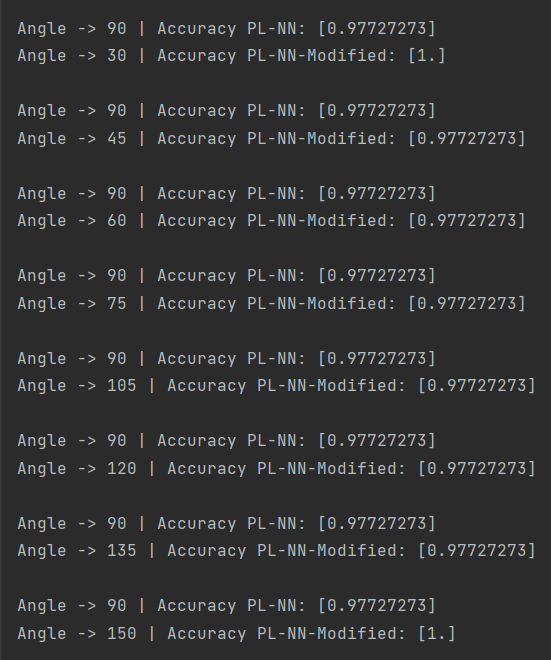 Angle -> 90 | Accuracy PL-NN: [0.97727273]
Angle -> 30 | Accuracy PL-NN-Modified: [1.]
Angle -> 90 | Accuracy PL-NN: [0.97727273]
Angle -> 45 | Accuracy PL-NN-Modified: [0.97727273]
Angle -> 90 | Accuracy PL-NN: [0.97727273]
Angle -> 60 | Accuracy PL-NN-Modified: [0.97727273]
Angle -> 90 | Accuracy PL-NN: [0.97727273]
Angle -> 75 | Accuracy PL-NN-Modified: [0.97727273]
Angle -> 90 | Accuracy PL-NN: [0.97727273]
Angle -> 105 | Accuracy PL-NN-Modified: [0.97727273]
Angle -> 90 | Accuracy PL-NN: [0.97727273]
Angle -> 120 | Accuracy PL-NN-Modified: [0.97727273]
Angle -> 90 | Accuracy PL-NN: [0.97727273]
Angle -> 135 | Accuracy PL-NN-Modified: [0.97727273]
Angle -> 90 | Accuracy PL-NN: [0.97727273]
Angle -> 150 | Accuracy PL-NN-Modified: [1.]